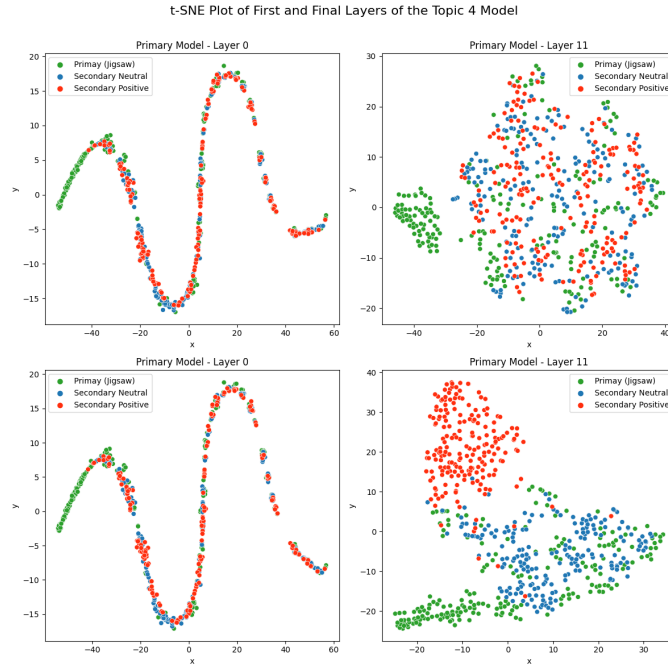 t-SNE Plot of First and Final Layers of the Topic 4 Model
Primary Model - Layer 0
Primay (Jigsaw)
Secondary Neutral
Secondary Positive
y
20
15
10
5
0
−5
−10
−15
−40
−20
0
20
40
60
x
Primary Model - Layer 11
Primay (Jigsaw)
Secondary Neutral
Secondary Positive
y
30
20
10
0
−10
−20
−40
−20
0
20
40
x
Primary Model - Layer 0
Primay (Jigsaw)
Secondary Neutral
Secondary Positive
y
20
15
10
5
0
−5
−10
−15
−40
−20
0
20
40
x
Primary Model - Layer 11
Primay (Jigsaw)
Secondary Neutral
Secondary Positive
y
40
30
20
10
0
−10
−20
−20
−10
0
10
20
30
x